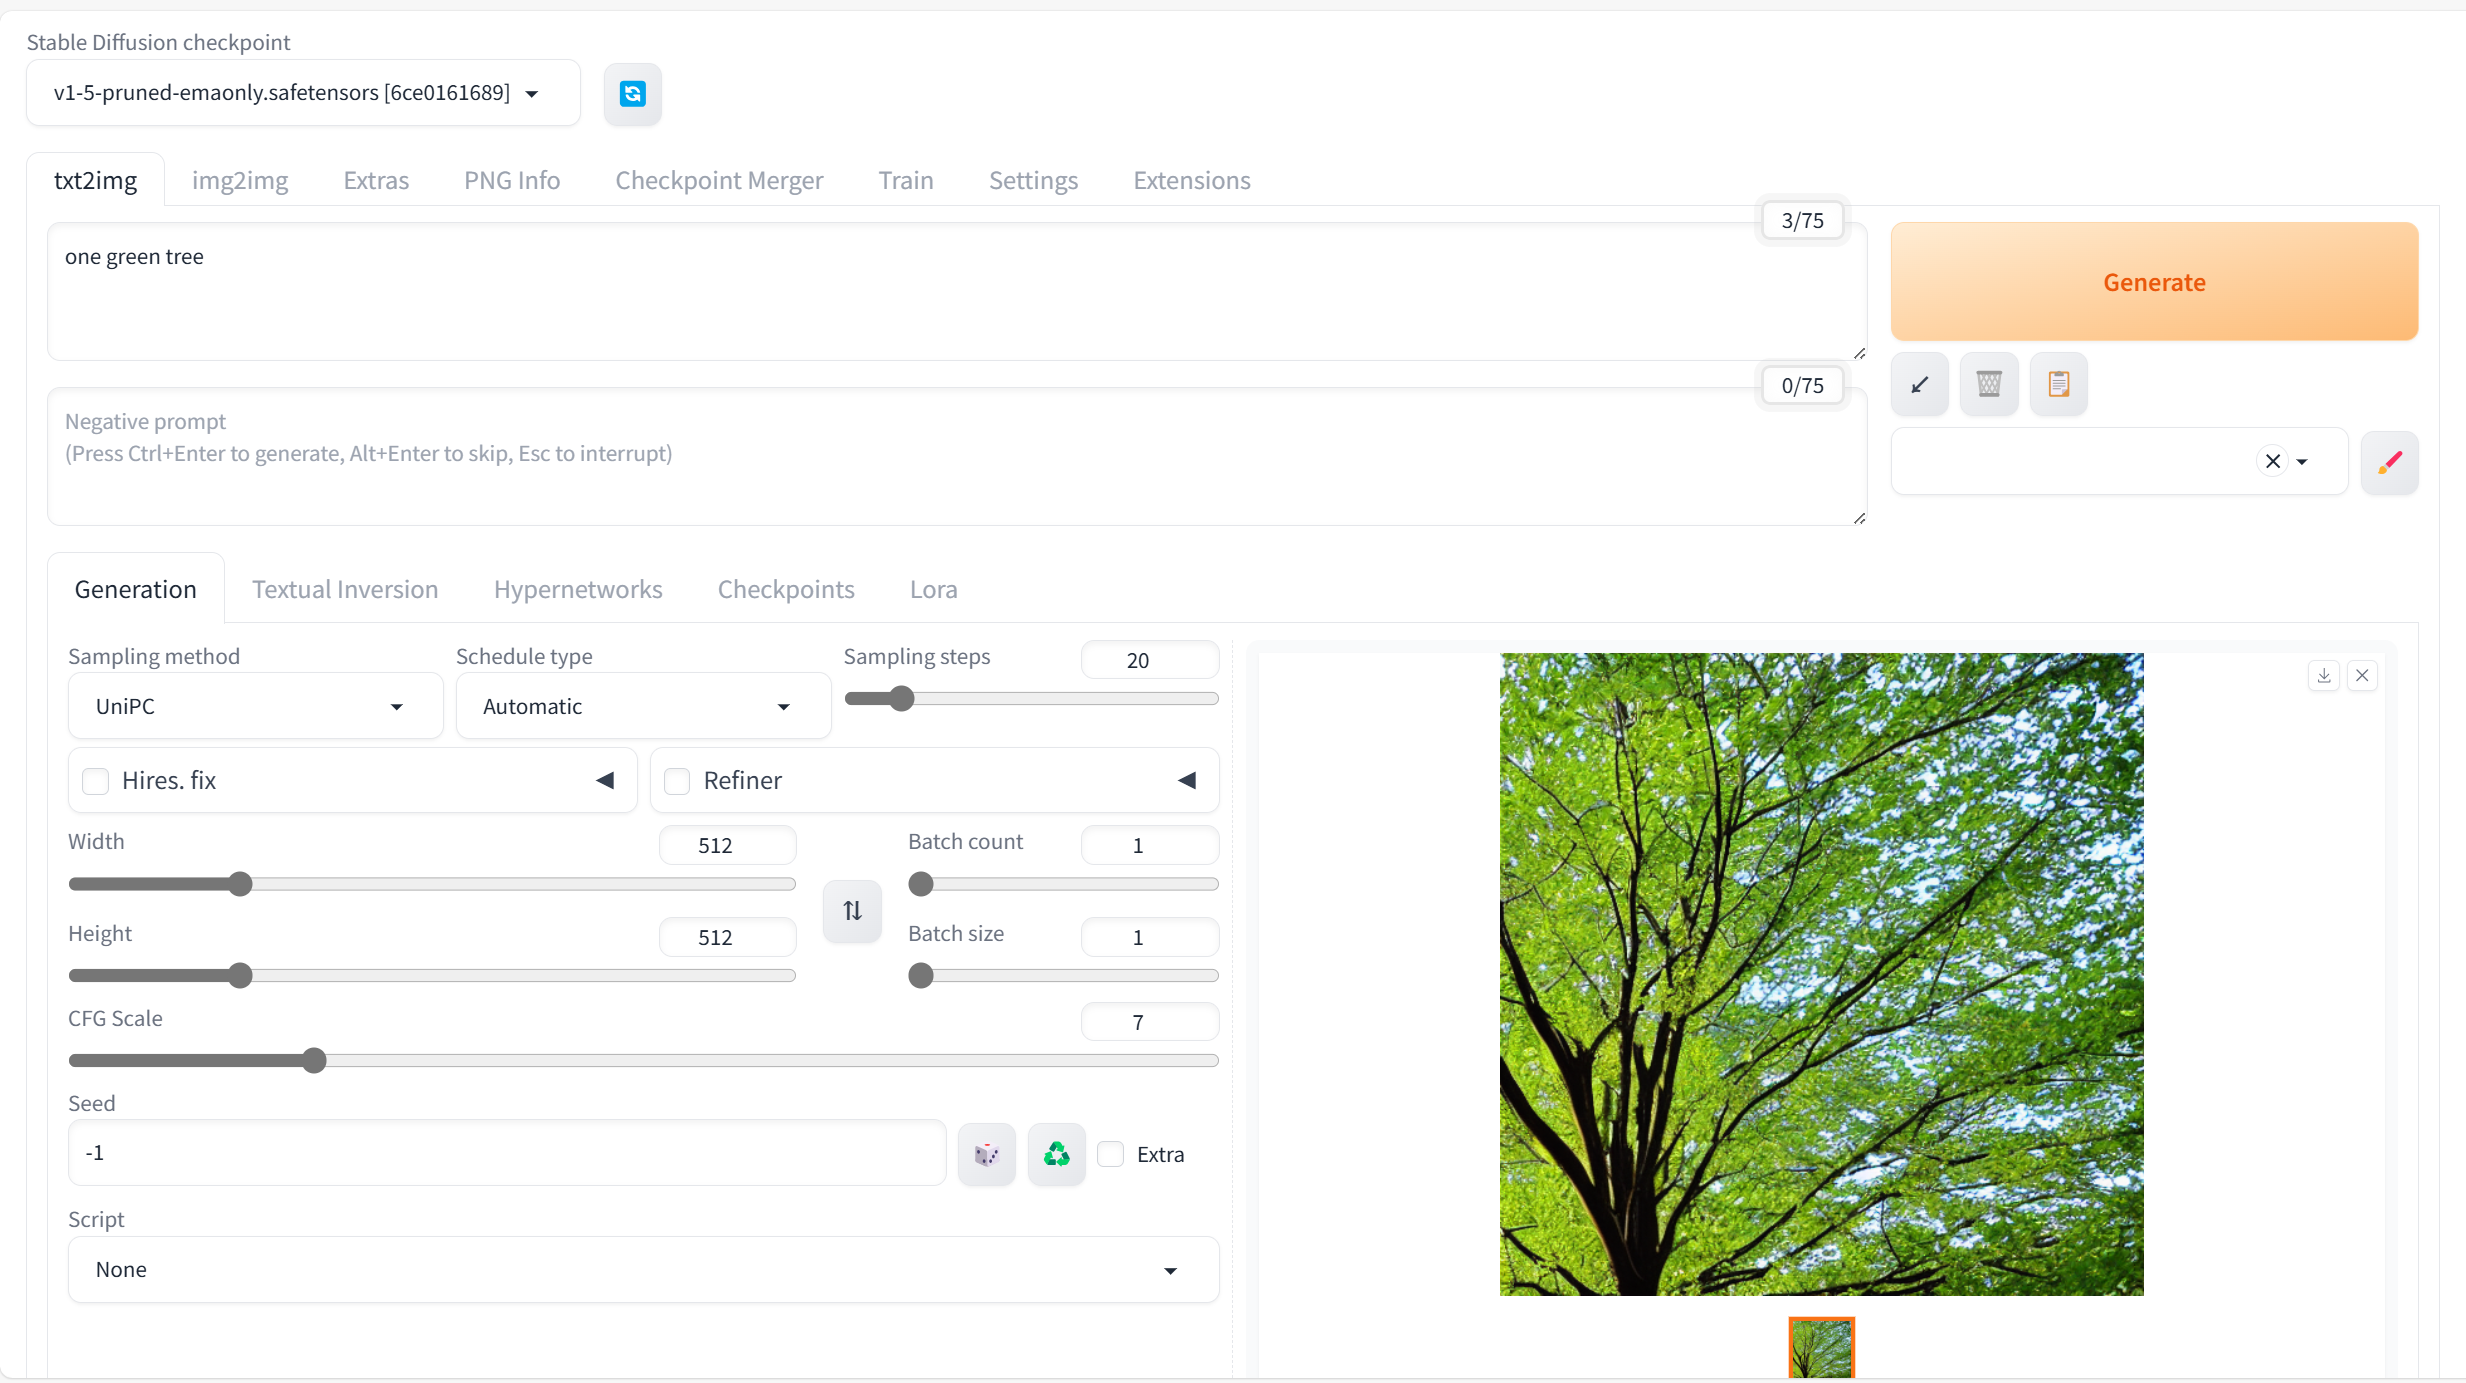 Stable Diffusion checkpoint
v1-5-pruned-emaonly.safetensors [6ce0161689]
txt2img img2img Extras PNG Info Checkpoint Merger Train Settings Extensions
3/75
one green tree
Generate
0/75
Negative prompt
(Press Ctrl+Enter to generate, Alt+Enter to skip, Esc to interrupt)
Generation Textual Inversion Hypernetworks Checkpoints Lora
Sampling method Schedule type Sampling steps 20
UniPC Automatic
Hires. fix Refiner
Width 512 Batch count 1
Height 512 Batch size 1
CFG Scale 7
Seed
-1 Extra
Script
None